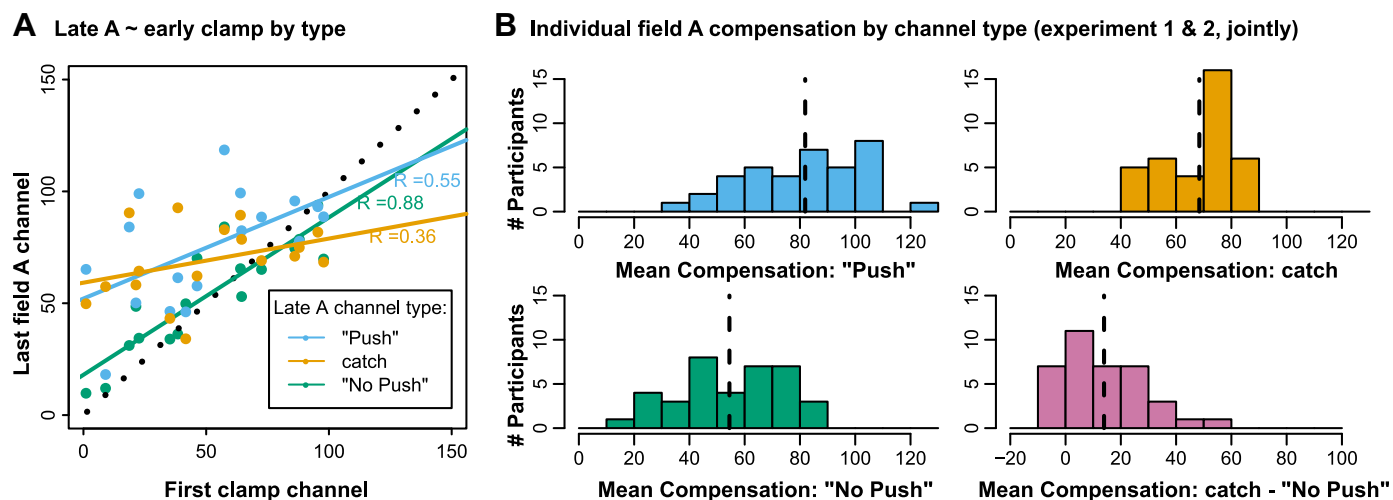 A Late A ~ early clamp by type
Last field A channel
150
100
50
0
R =0.55
R =0.88
R =0.36
Late A channel type:
"Push"
catch
"No Push"
0 50 100 150
First clamp channel
B Individual field A compensation by channel type (experiment 1 & 2, jointly)
# Participants
15
10
5
0
0 20 40 60 80 100 120
Mean Compensation: "Push"
15
10
5
0
0 20 40 60 80 100 120
Mean Compensation: catch
# Participants
15
10
5
0
0 20 40 60 80 100 120
Mean Compensation: "No Push"
15
10
5
0
−20 0 20 40 60 80 100
Mean Compensation: catch - "No Push"